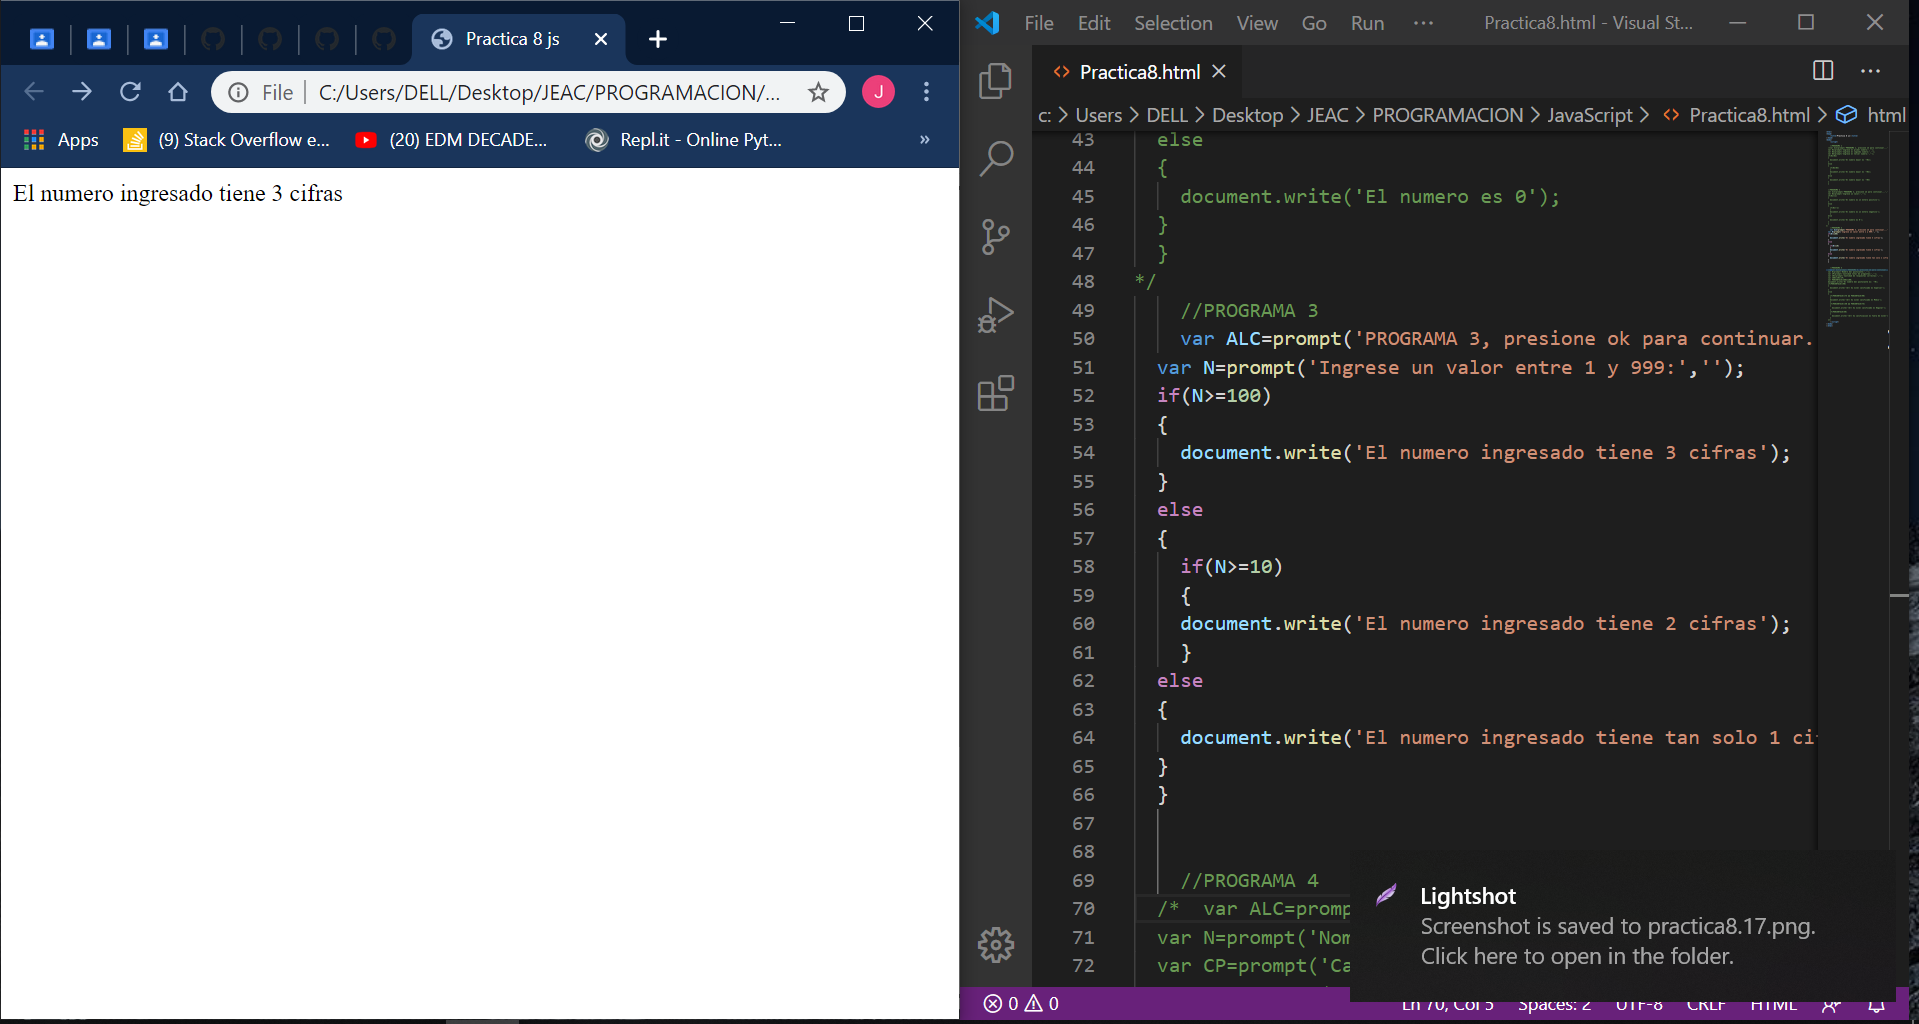 Practica 8 js
File C:/Users/DELL/Desktop/JEAC/PROGRAMACION/...
J
Apps (9) Stack Overflow e... (20) EDM DECADE... Repl.it - Online Pyt... »
El numero ingresado tiene 3 cifras
File Edit Selection View Go Run ··· Practica8.html - Visual St...
<> Practica8.html
c: > Users > DELL > Desktop > JEAC > PROGRAMACION > JavaScript > <> Practica8.html > html
43 else
44 {
45 document.write('El numero es 0');
46 }
47 }
48 */
49 //PROGRAMA 3
50 var ALC=prompt('PROGRAMA 3, presione ok para continuar.
51 var N=prompt('Ingrese un valor entre 1 y 999:','');
52 if(N>=100)
53 {
54 document.write('El numero ingresado tiene 3 cifras');
55 }
56 else
57 {
58 if(N>=10)
59 {
60 document.write('El numero ingresado tiene 2 cifras');
61 }
62 else
63 {
64 document.write('El numero ingresado tiene tan solo 1 ci
65 }
66 }
67
68
69 //PROGRAMA 4
70 /* var ALC=promp
71 var N=prompt('Nom
72 var CP=prompt('Ca
Lightshot
Screenshot is saved to practica8.17.png.
Click here to open in the folder.
0 0 Ln 70, Col 5 Spaces: 2 UTF-8 CRLF HTML